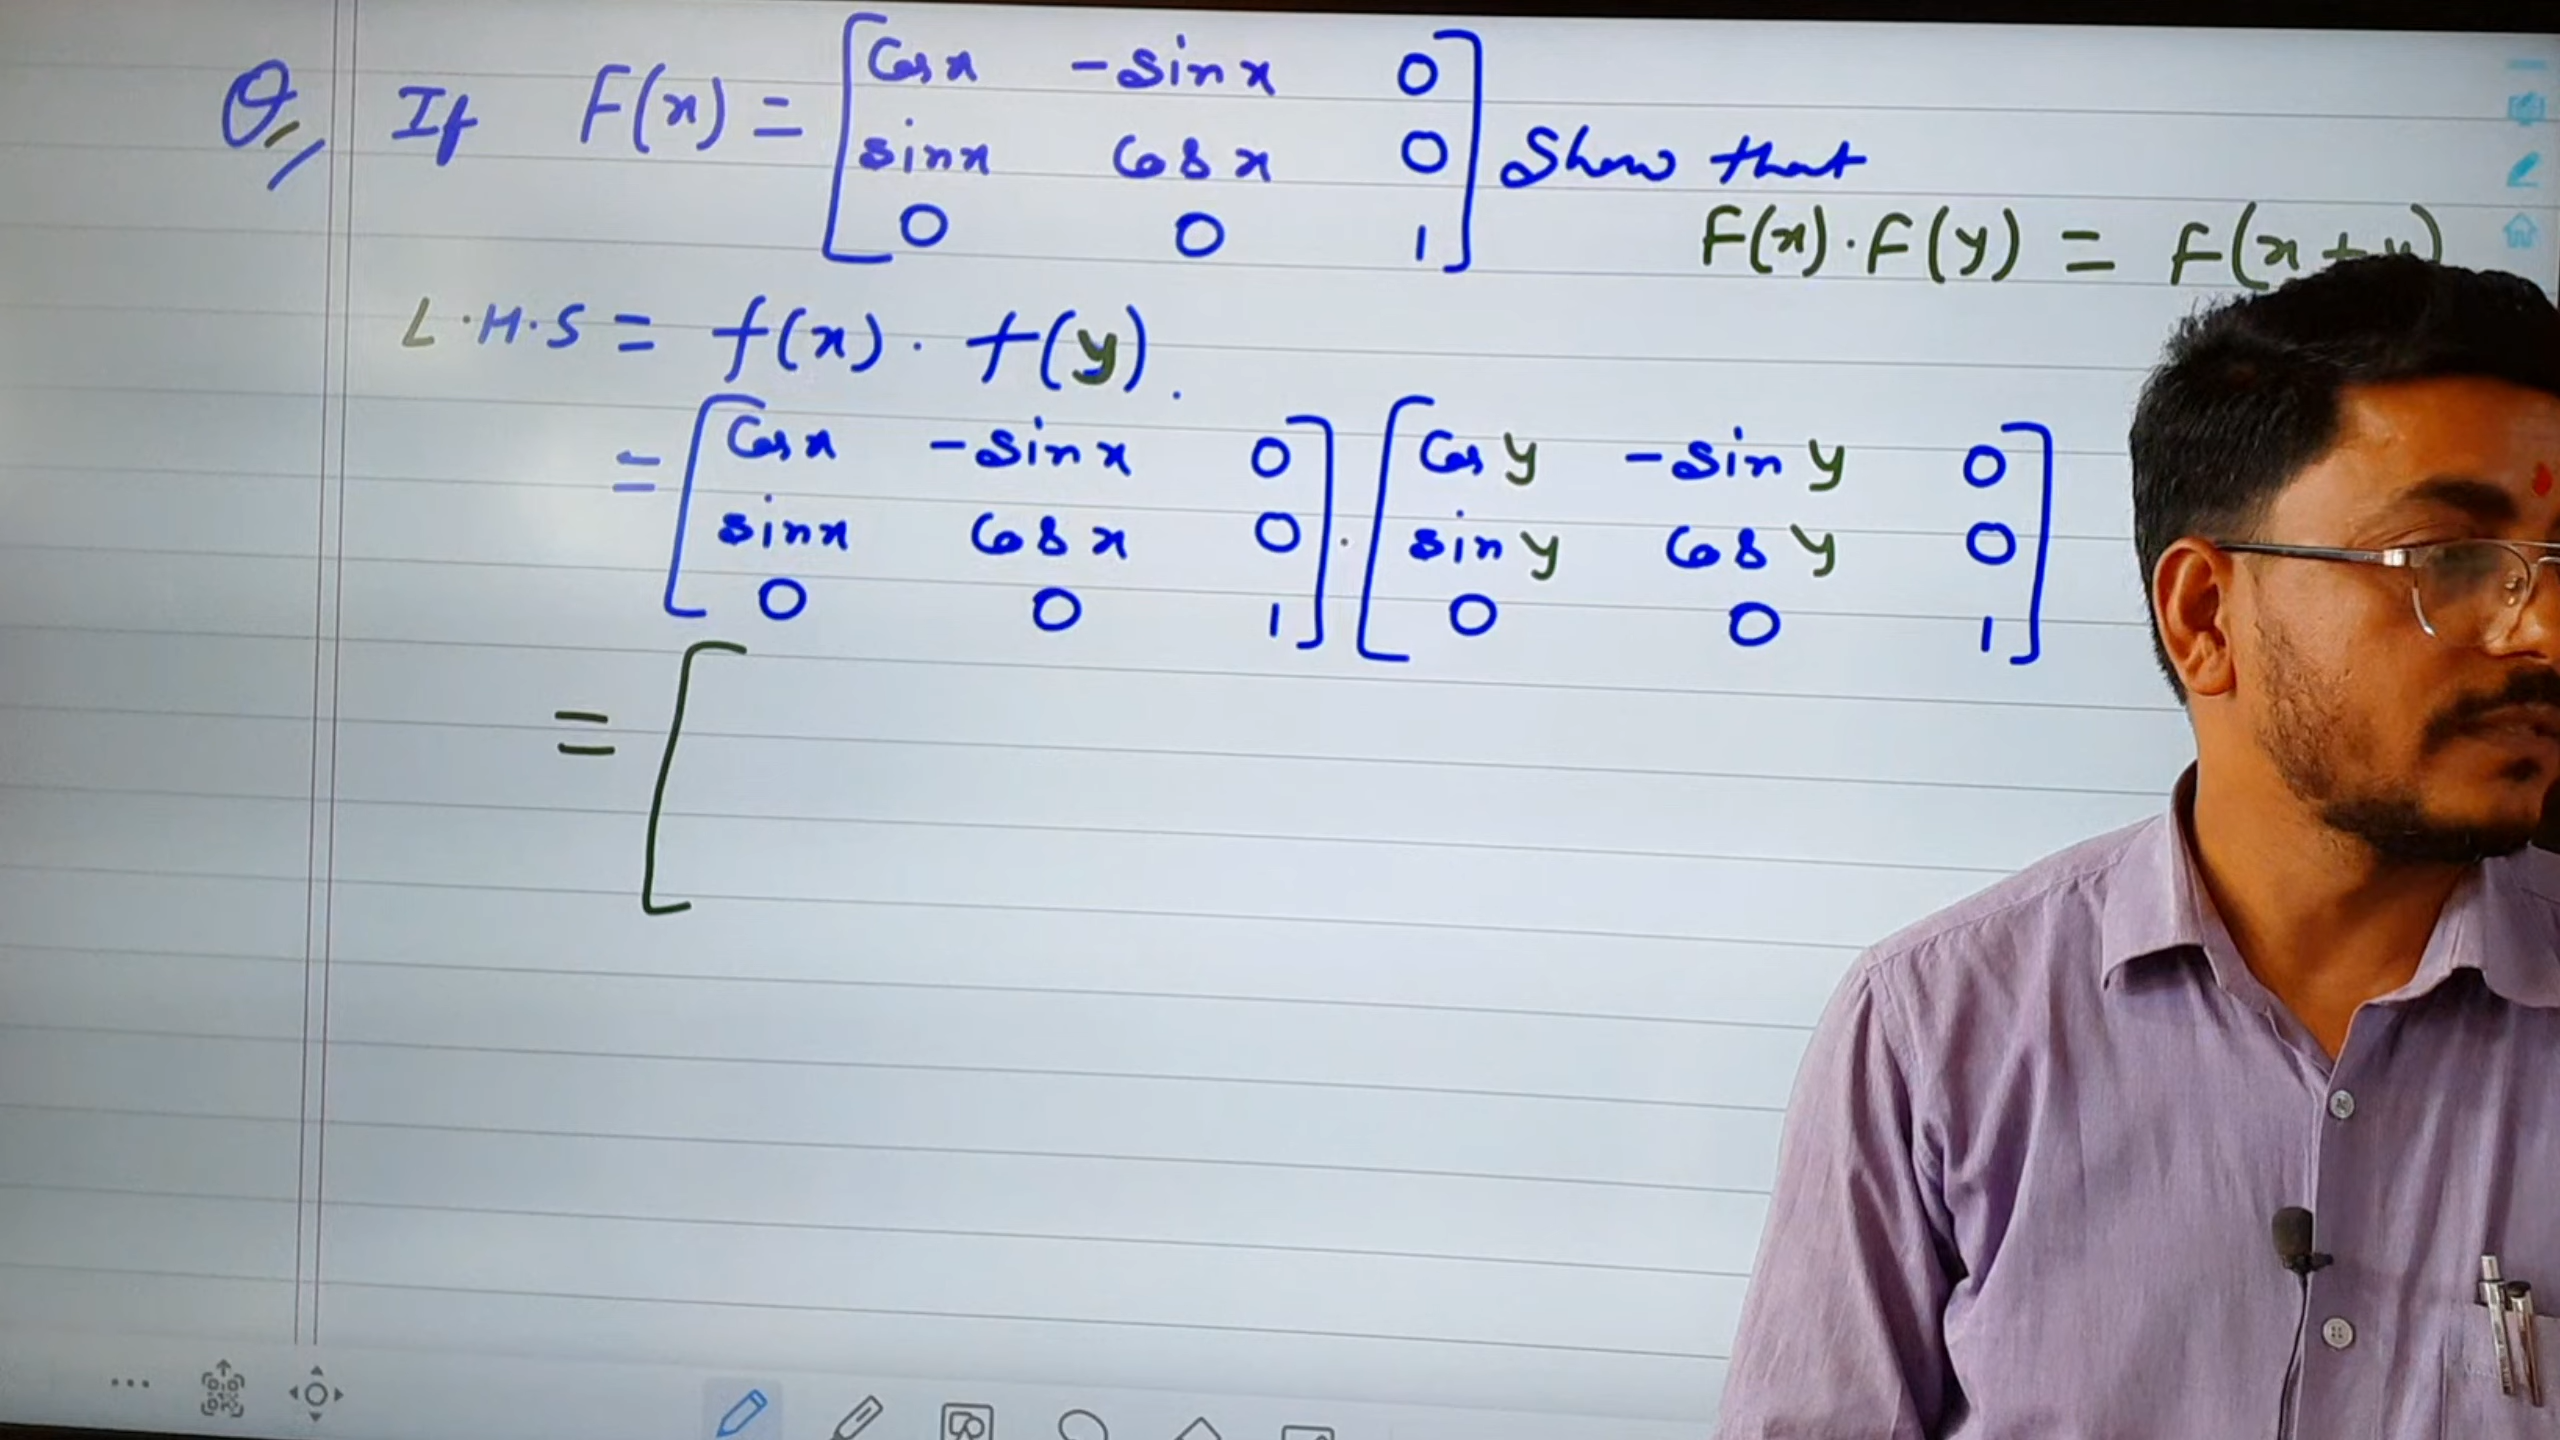 Q, If F(x) = [ Cos x  -sin x  0 ] Show that
[ sin x  Cos x  0 ]
[ 0  0  1 ]
F(x) · F(y) = F(x + y)
L.H.S = f(x) . f(y).
= [ Cos x  -sin x  0 ] . [ Cos y  -sin y  0 ]
[ sin x  Cos x  0 ] [ sin y  Cos y  0 ]
[ 0  0  1 ] [ 0  0  1 ]
= [